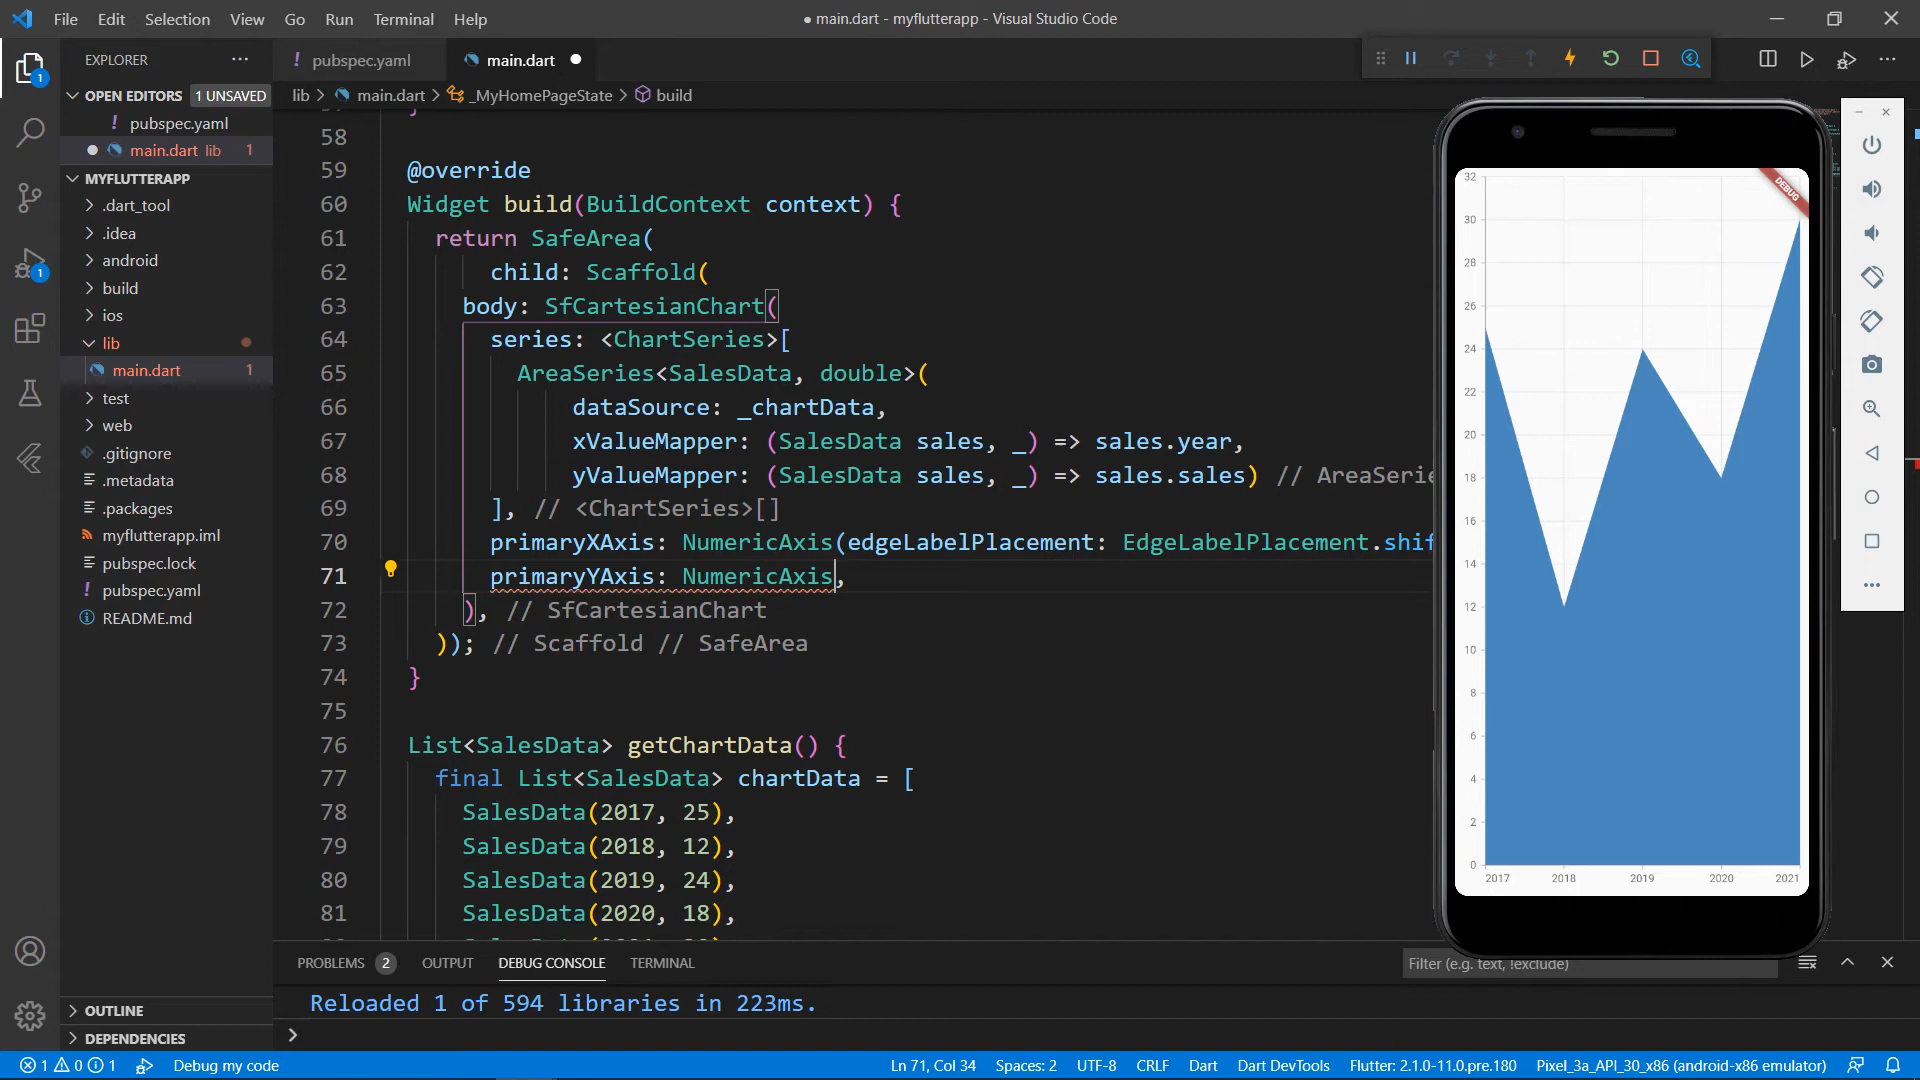 File Edit Selection View Go Run Terminal Help
● main.dart - myflutterapp - Visual Studio Code
EXPLORER
OPEN EDITORS 1 UNSAVED
! pubspec.yaml
main.dart lib 1
MYFLUTTERAPP
.dart_tool
.idea
android
build
ios
lib
main.dart 1
test
web
.gitignore
.metadata
.packages
myflutterapp.iml
pubspec.lock
! pubspec.yaml
README.md
OUTLINE
DEPENDENCIES
1
1
! pubspec.yaml
main.dart
lib > main.dart > _MyHomePageState > build
58
59 @override
60 Widget build(BuildContext context) {
61 return SafeArea(
62 child: Scaffold(
63 body: SfCartesianChart(
64 series: <ChartSeries>[
65 AreaSeries<SalesData, double>(
66 dataSource: _chartData,
67 xValueMapper: (SalesData sales, _) => sales.year,
68 yValueMapper: (SalesData sales, _) => sales.sales) // AreaSerie
69 ], // <ChartSeries>[]
70 primaryXAxis: NumericAxis(edgeLabelPlacement: EdgeLabelPlacement.shif
71 primaryYAxis: NumericAxis,
72 ), // SfCartesianChart
73 )); // Scaffold // SafeArea
74 }
75
76 List<SalesData> getChartData() {
77 final List<SalesData> chartData = [
78 SalesData(2017, 25),
79 SalesData(2018, 12),
80 SalesData(2019, 24),
81 SalesData(2020, 18),
DEBUG
32
30
28
26
24
22
20
18
16
14
12
10
8
6
4
2
0
2017 2018 2019 2020 2021
PROBLEMS 2 OUTPUT DEBUG CONSOLE TERMINAL
Filter (e.g. text, !exclude)
Reloaded 1 of 594 libraries in 223ms.
>
1 0 1 Debug my code
Ln 71, Col 34 Spaces: 2 UTF-8 CRLF Dart Dart DevTools Flutter: 2.1.0-11.0.pre.180 Pixel_3a_API_30_x86 (android-x86 emulator)